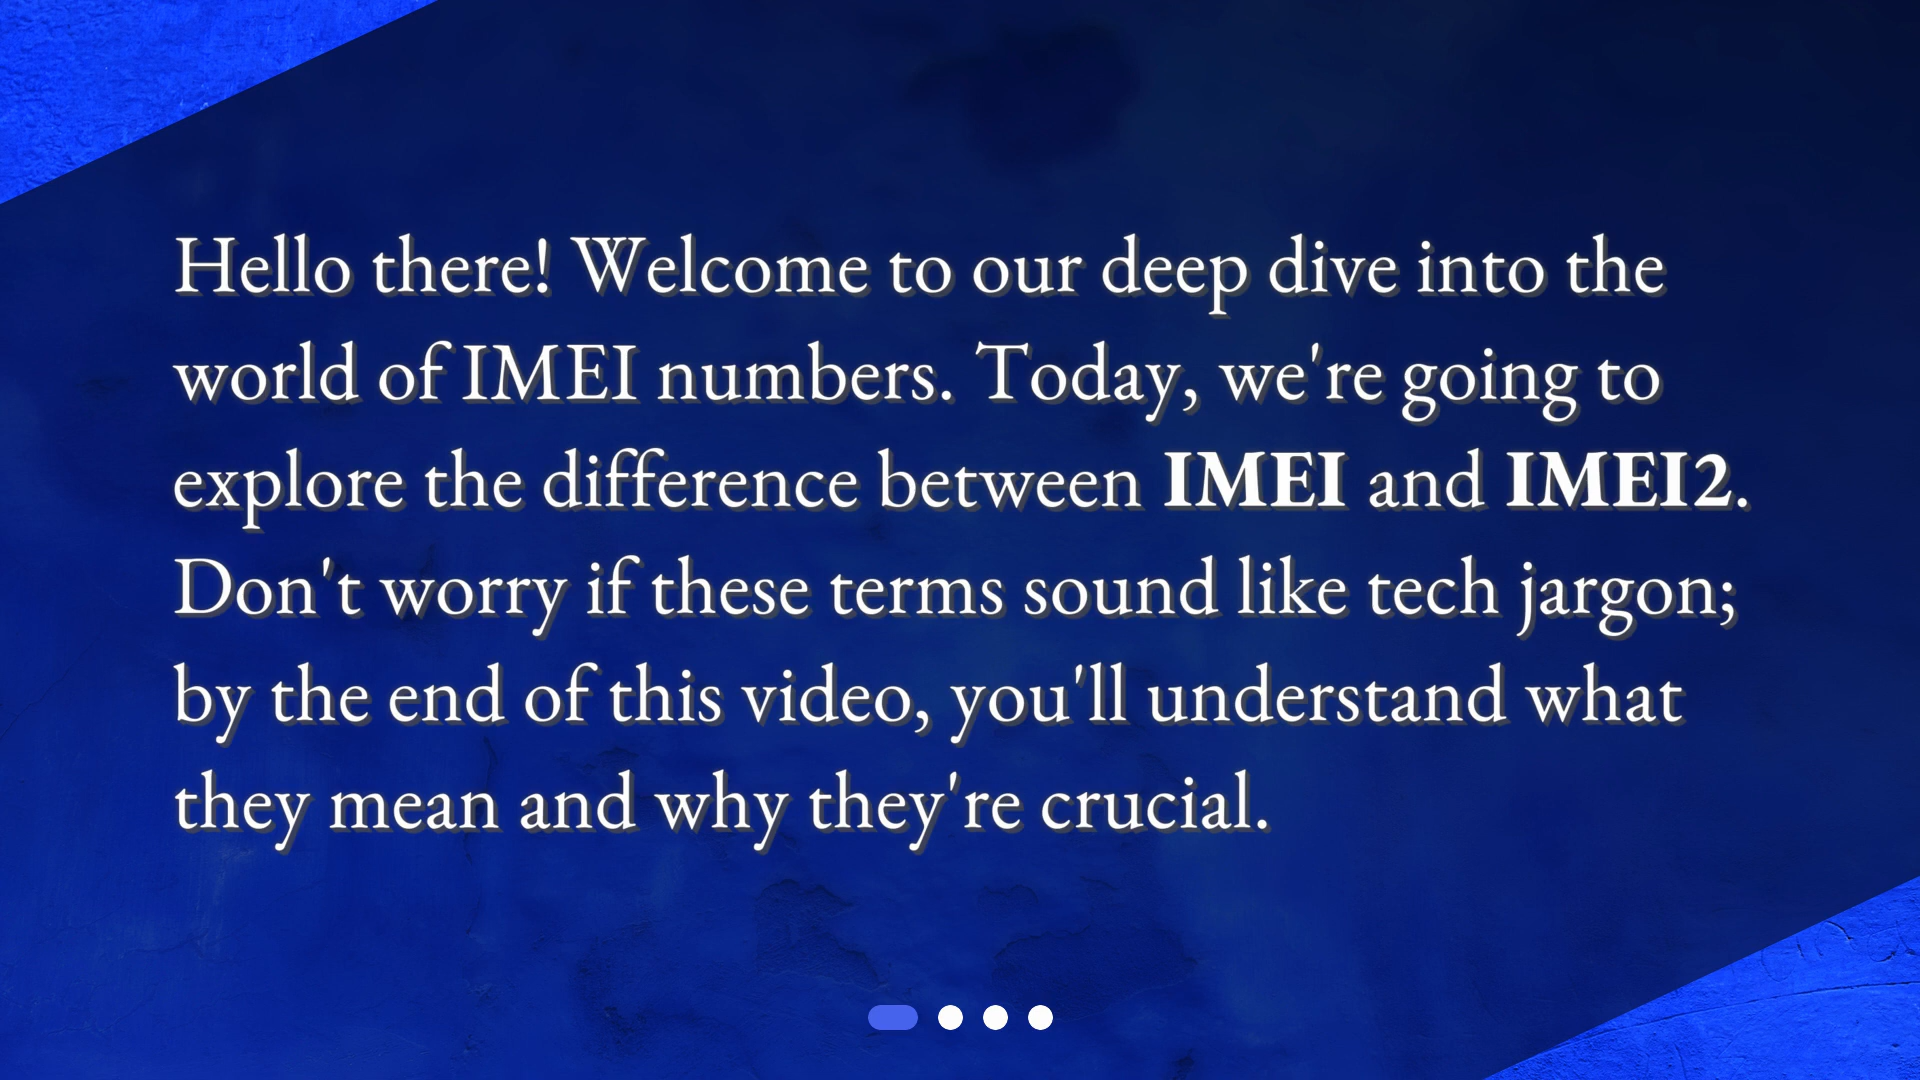 Hello there! Welcome to our deep dive into the
world of IMEI numbers. Today, we're going to
explore the difference between IMEI and IMEI2.
Don't worry if these terms sound like tech jargon;
by the end of this video, you'll understand what
they mean and why they're crucial.